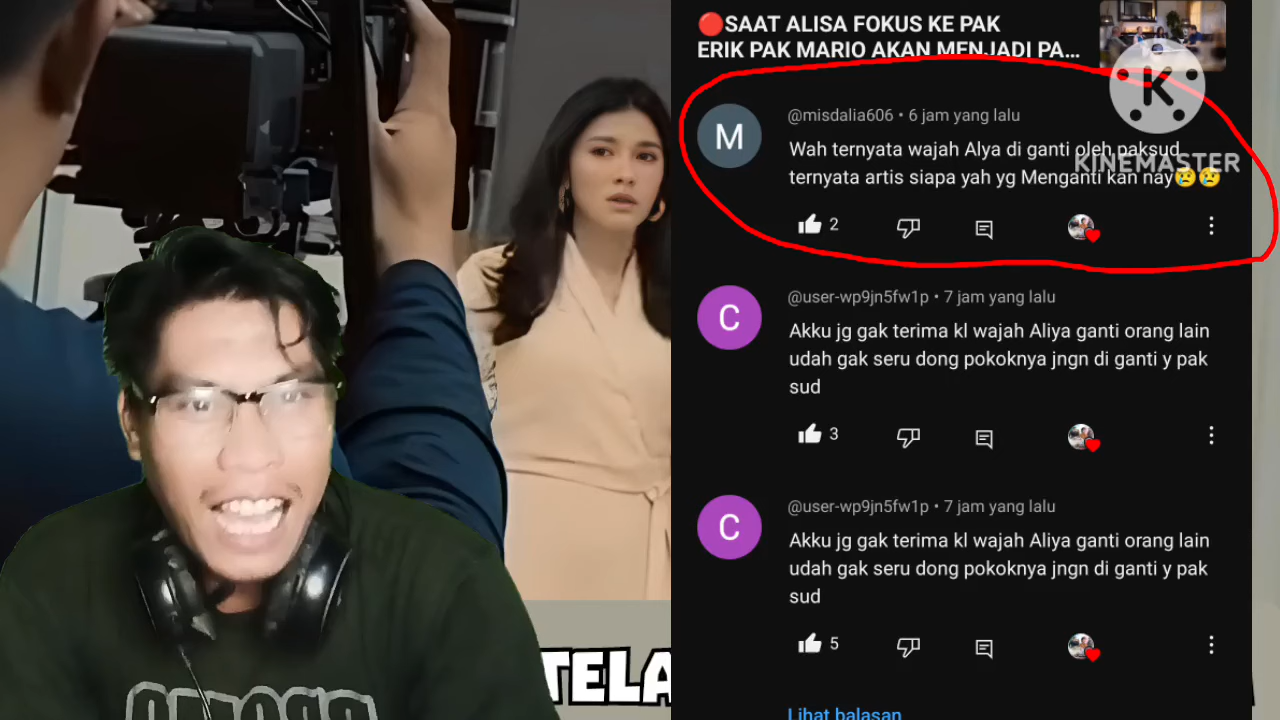 🔴SAAT ALISA FOKUS KE PAK
ERIK PAK MARIO AKAN MENJADI PA...
@misdalia606 • 6 jam yang lalu
Wah ternyata wajah Alya di ganti oleh paksud
ternyata artis siapa yah yg Menganti kan nay😢😢
2
K
KINEMASTER
M
@user-wp9jn5fw1p • 7 jam yang lalu
Akku jg gak terima kl wajah Aliya ganti orang lain
udah gak seru dong pokoknya jngn di ganti y pak
sud
3
C
@user-wp9jn5fw1p • 7 jam yang lalu
Akku jg gak terima kl wajah Aliya ganti orang lain
udah gak seru dong pokoknya jngn di ganti y pak
sud
5
C
Lihat balasan
TELA